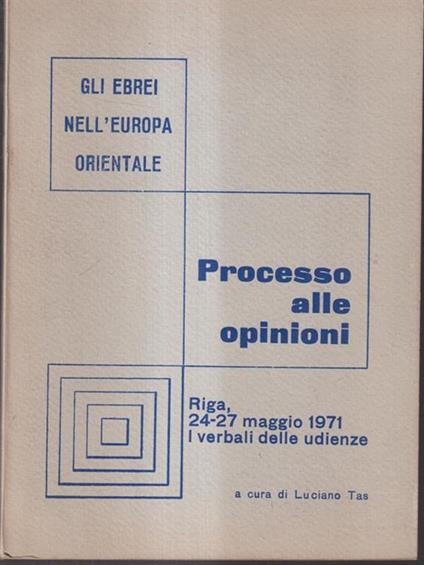 GLI EBREI
NELL'EUROPA
ORIENTALE
Processo
alle
opinioni
Riga,
24-27 maggio 1971
I verbali delle udienze
a cura di Luciano Tas